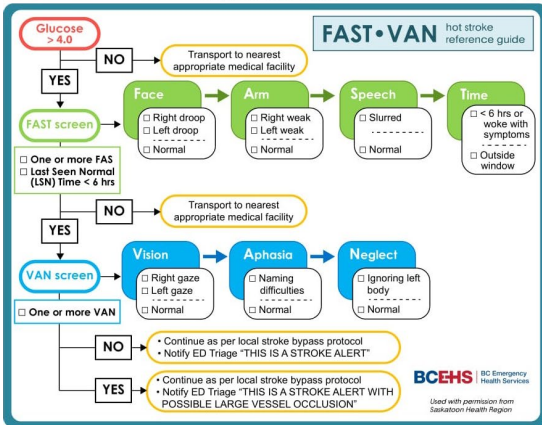 Glucose
> 4.0
FAST•VAN
hot stroke
reference guide
NO
Transport to nearest
appropriate medical facility
YES
FAST screen
Face
☐ Right droop
☐ Left droop
☐ Normal
Arm
☐ Right weak
☐ Left weak
☐ Normal
Speech
☐ Slurred
☐ Normal
Time
☐ < 6 hrs or
woke with
symptoms
☐ Outside
window
☐ One or more FAS
☐ Last Seen Normal
(LSN) Time < 6 hrs
NO
Transport to nearest
appropriate medical facility
YES
VAN screen
Vision
☐ Right gaze
☐ Left gaze
☐ Normal
Aphasia
☐ Naming
difficulties
☐ Normal
Neglect
☐ Ignoring left
body
☐ Normal
☐ One or more VAN
NO
• Continue as per local stroke bypass protocol
• Notify ED Triage “THIS IS A STROKE ALERT”
YES
• Continue as per local stroke bypass protocol
• Notify ED Triage “THIS IS A STROKE ALERT WITH
POSSIBLE LARGE VESSEL OCCLUSION”
BCEHS
BC Emergency
Health Services
Used with permission from
Saskatoon Health Region